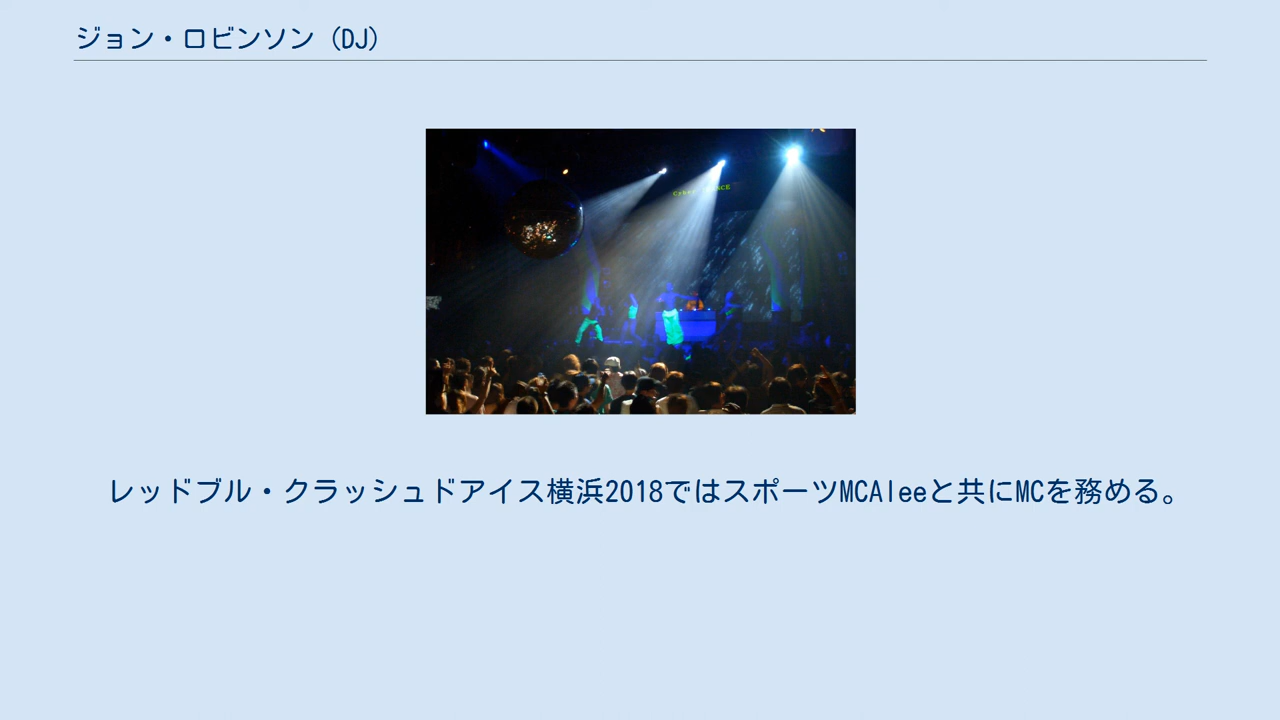 ジョン・ロビンソン (DJ)
レッドブル・クラッシュドアイス横浜2018ではスポーツMCAleeと共にMCを務める。